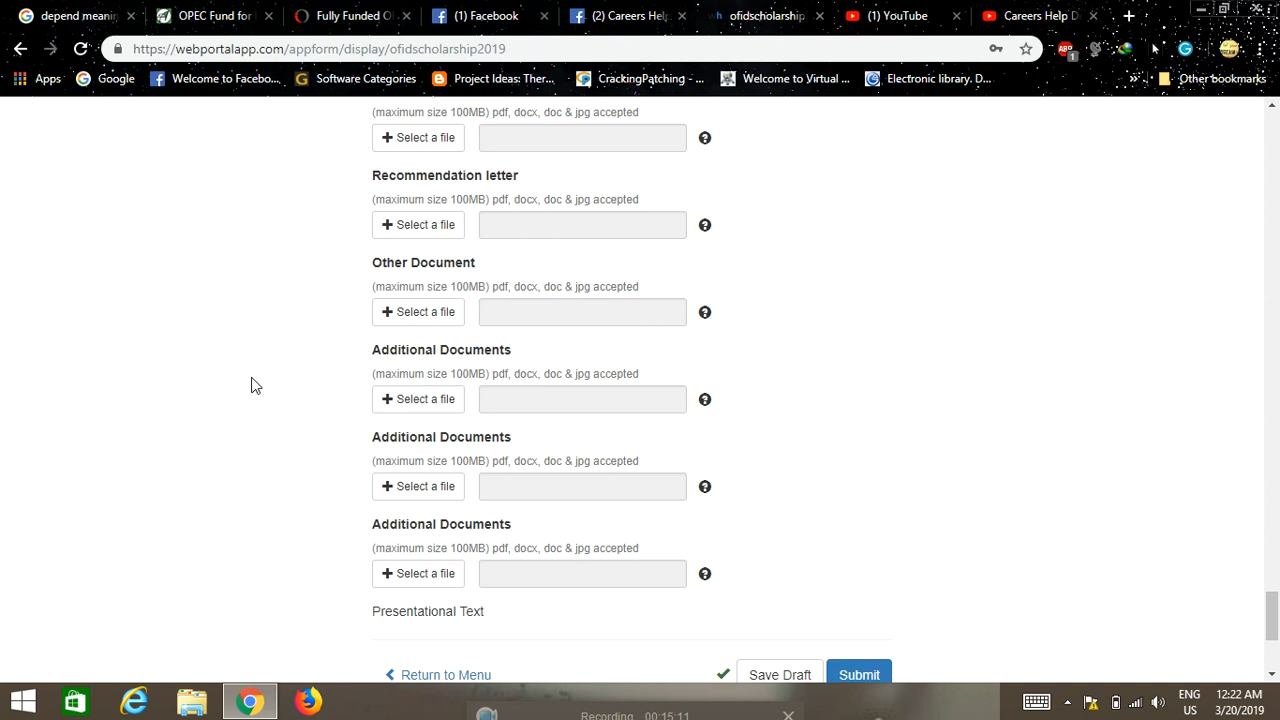 depend meanin
OPEC Fund for
Fully Funded O
(1) Facebook
(2) Careers Hel
ofidscholarship
(1) YouTube
Careers Help D
https://webportalapp.com/appform/display/ofidscholarship2019
ABP
1
Apps
Google
Welcome to Facebo...
Software Categories
Project Ideas: Ther...
CrackingPatching - ...
Welcome to Virtual ...
Electronic library. D...
Other bookmarks
(maximum size 100MB) pdf, docx, doc & jpg accepted
Select a file
Recommendation letter
(maximum size 100MB) pdf, docx, doc & jpg accepted
Select a file
Other Document
(maximum size 100MB) pdf, docx, doc & jpg accepted
Select a file
Additional Documents
(maximum size 100MB) pdf, docx, doc & jpg accepted
Select a file
Additional Documents
(maximum size 100MB) pdf, docx, doc & jpg accepted
Select a file
Additional Documents
(maximum size 100MB) pdf, docx, doc & jpg accepted
Select a file
Presentational Text
Return to Menu
Save Draft
Submit
Recording 00:15:11
ENG
US
12:22 AM
3/20/2019